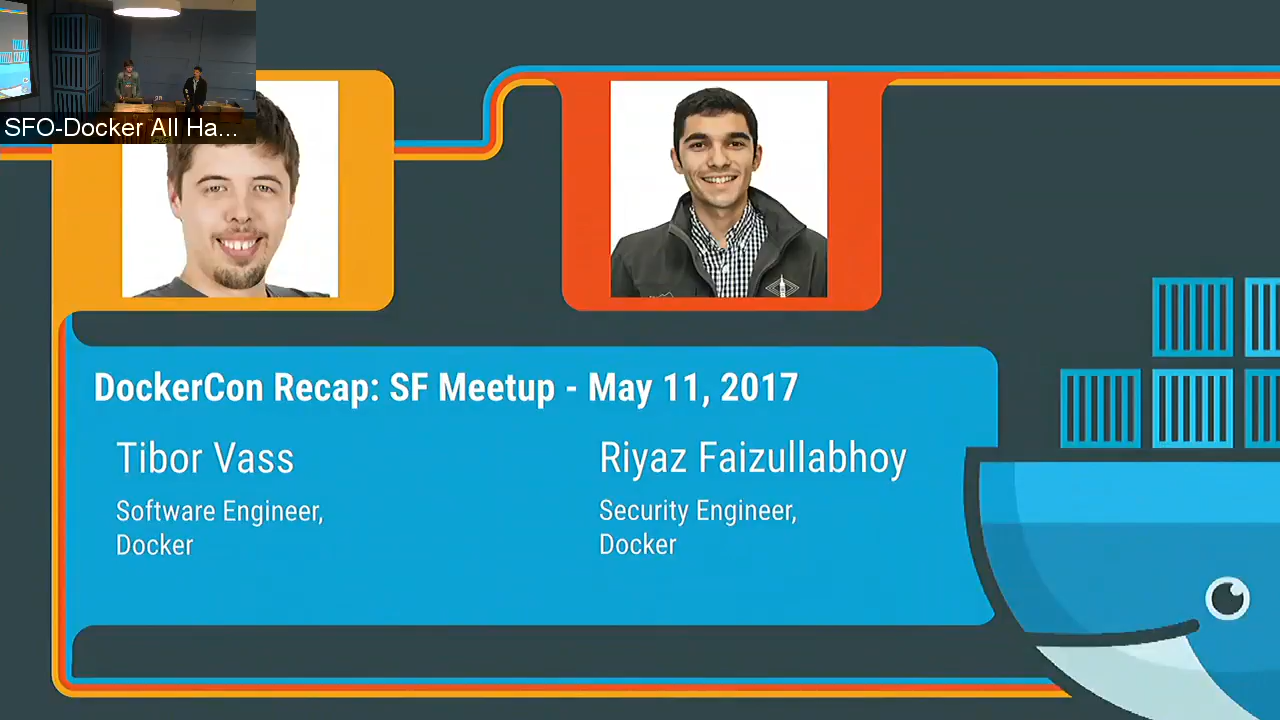 SFO-Docker All Ha...
DockerCon Recap: SF Meetup - May 11, 2017
Tibor Vass
Software Engineer,
Docker
Riyaz Faizullabhoy
Security Engineer,
Docker